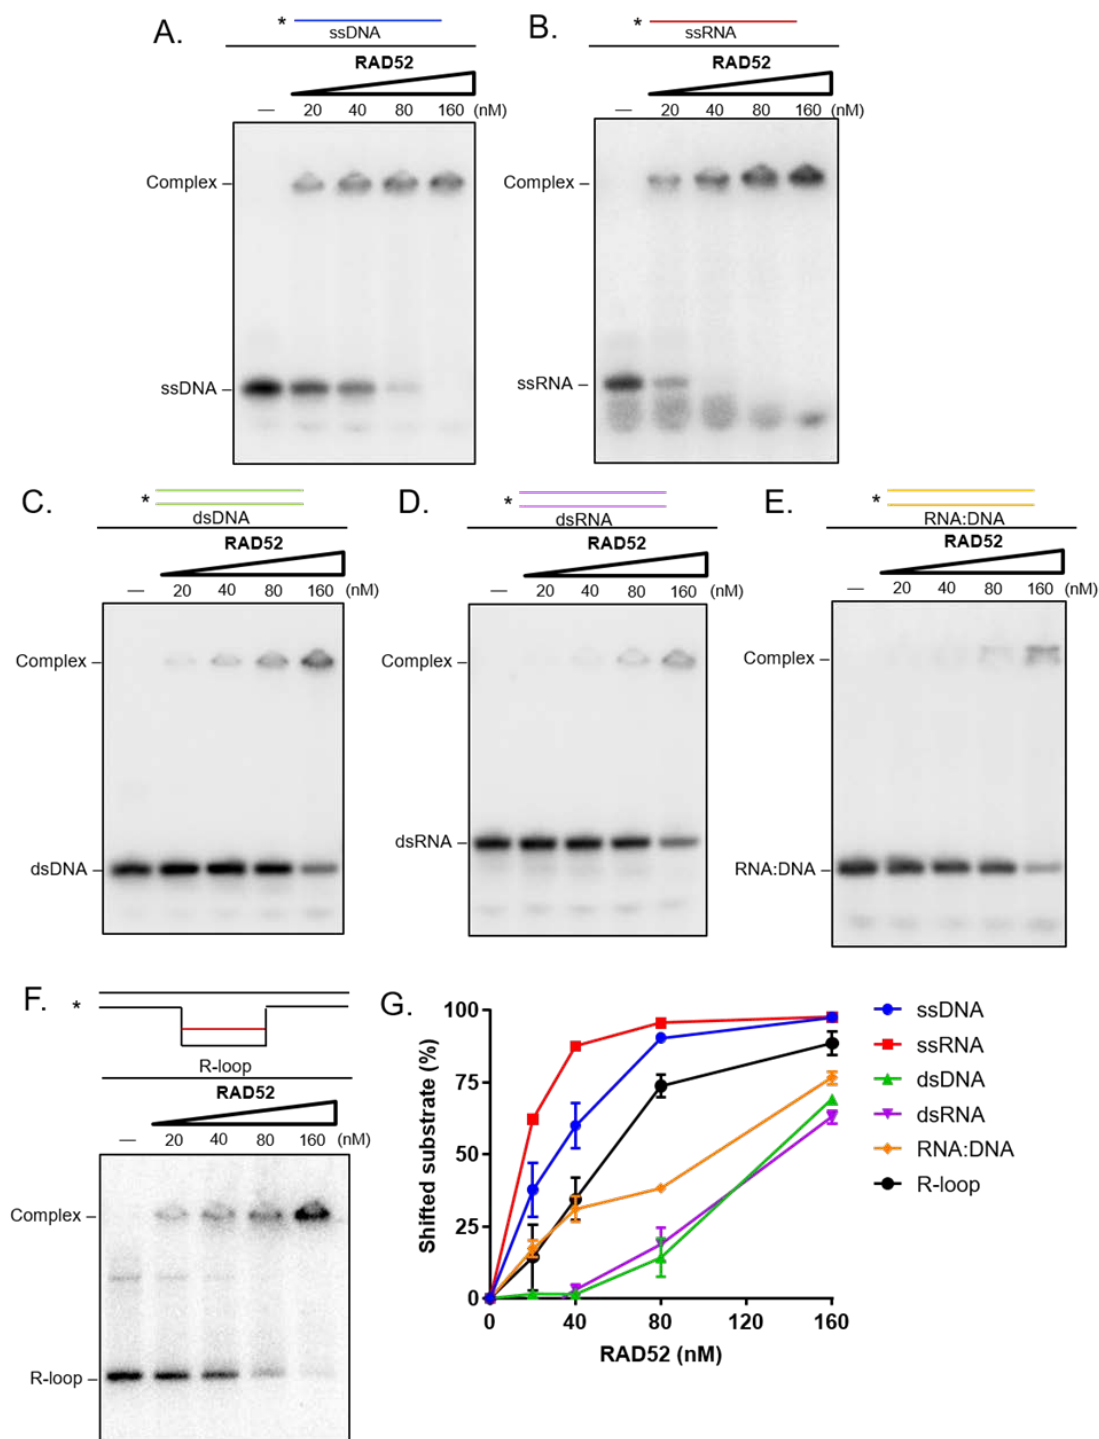 A.
*
ssDNA
RAD52
— 20 40 80 160 (nM)
Complex –
ssDNA –
B.
*
ssRNA
RAD52
— 20 40 80 160 (nM)
Complex –
ssRNA –
C.
*
dsDNA
RAD52
— 20 40 80 160 (nM)
Complex –
dsDNA –
D.
*
dsRNA
RAD52
— 20 40 80 160 (nM)
Complex –
dsRNA –
E.
*
RNA:DNA
RAD52
— 20 40 80 160 (nM)
Complex –
RNA:DNA –
F.
*
R-loop
RAD52
— 20 40 80 160 (nM)
Complex –
R-loop –
G.
Shifted substrate (%)
100
75
50
25
0
0 40 80 120 160
RAD52 (nM)
ssDNA
ssRNA
dsDNA
dsRNA
RNA:DNA
R-loop